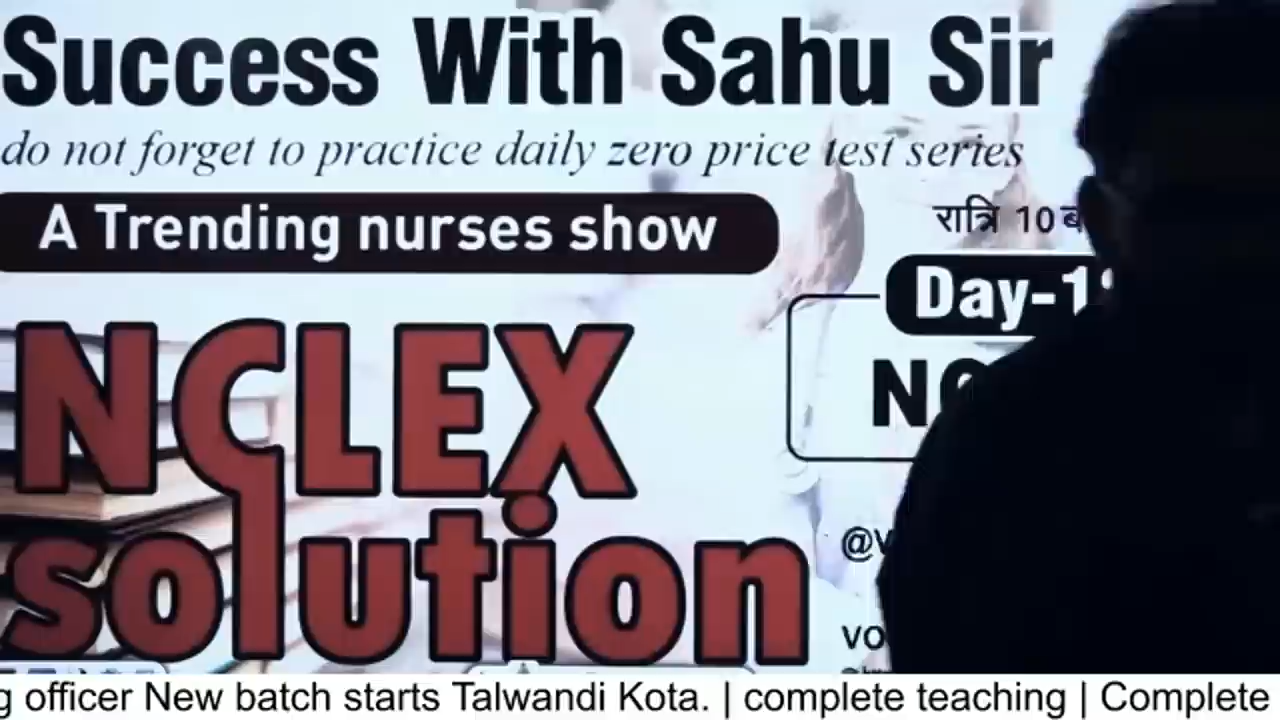 Success With Sahu Sir
do not forget to practice daily zero price test series
A Trending nurses show
रात्रि 10
Day-1
NCLEX
solution
officer New batch starts Talwandi Kota. | complete teaching | Complete